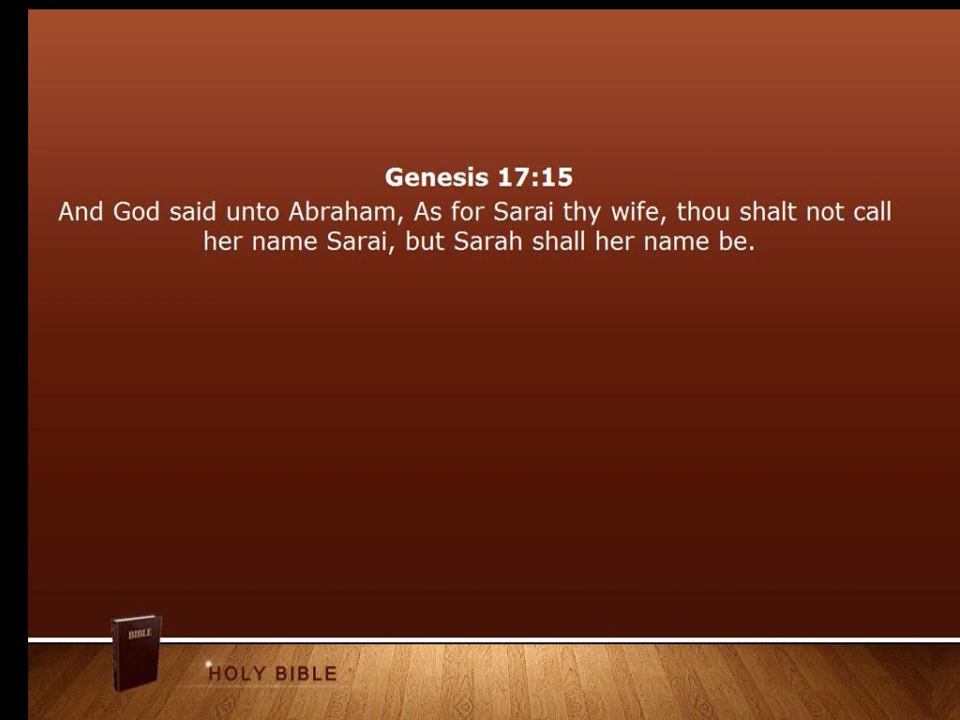 Genesis 17:15
And God said unto Abraham, As for Sarai thy wife, thou shalt not call
her name Sarai, but Sarah shall her name be.
BIBLE
HOLY BIBLE